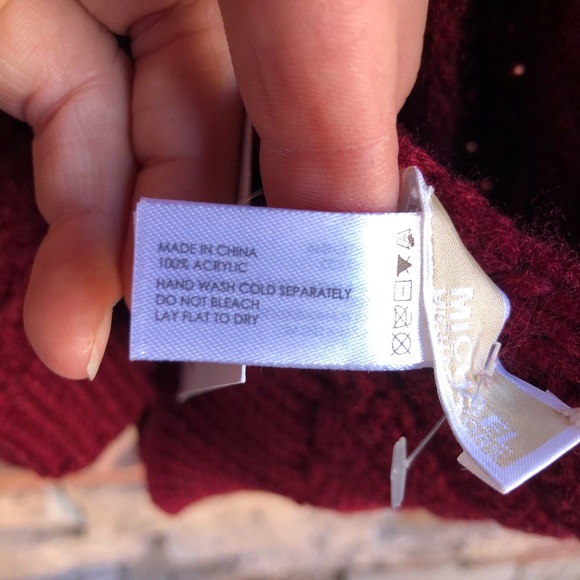 MADE IN CHINA
100% ACRYLIC
HAND WASH COLD SEPARATELY
DO NOT BLEACH
LAY FLAT TO DRY